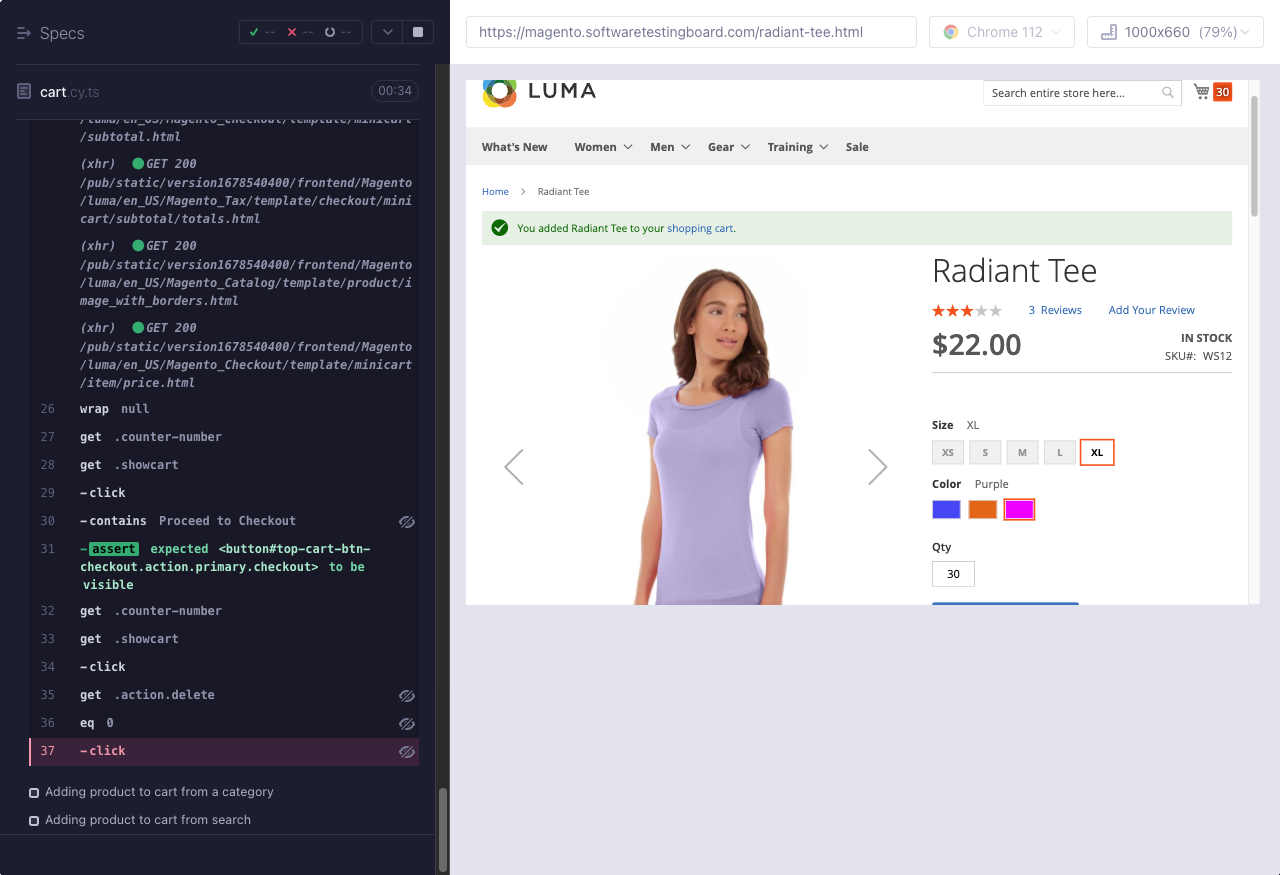 Specs
-- -- --
cart.cy.ts
00:34
/luma/en_US/Magento_Checkout/template/minicart
/subtotal.html
(xhr) GET 200
/pub/static/version1678540400/frontend/Magento
/luma/en_US/Magento_Tax/template/checkout/mini
cart/subtotal/totals.html
(xhr) GET 200
/pub/static/version1678540400/frontend/Magento
/luma/en_US/Magento_Catalog/template/product/i
mage_with_borders.html
(xhr) GET 200
/pub/static/version1678540400/frontend/Magento
/luma/en_US/Magento_Checkout/template/minicart
/item/price.html
26 wrap null
27 get .counter-number
28 get .showcart
29 -click
30 -contains Proceed to Checkout
31 -assert expected <button#top-cart-btn-
checkout.action.primary.checkout> to be
visible
32 get .counter-number
33 get .showcart
34 -click
35 get .action.delete
36 eq 0
37 -click
Adding product to cart from a category
Adding product to cart from search
https://magento.softwaretestingboard.com/radiant-tee.html
Chrome 112
1000x660 (79%)
LUMA
Search entire store here...
30
What's New Women Men Gear Training Sale
Home > Radiant Tee
You added Radiant Tee to your shopping cart.
Radiant Tee
3 Reviews Add Your Review
$22.00
IN STOCK
SKU#: WS12
Size XL
XS S M L XL
Color Purple
Qty
30